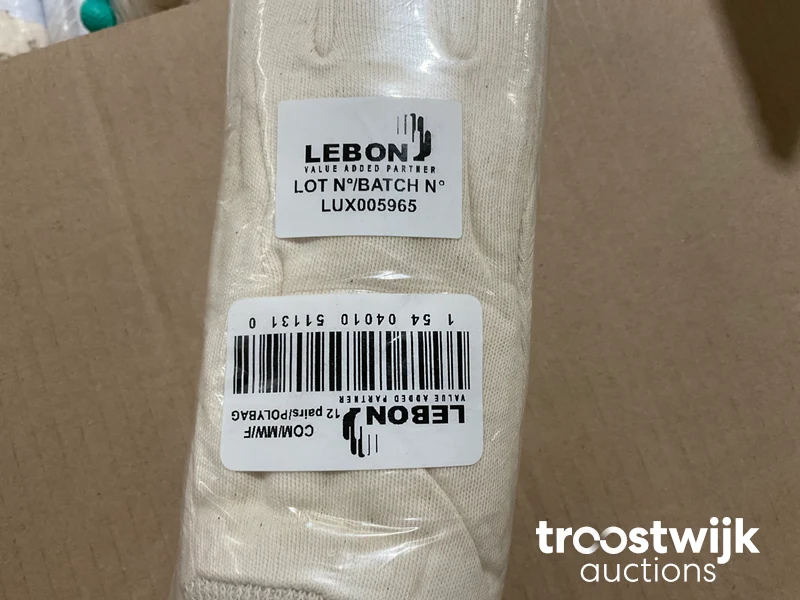 LEBON
VALUE ADDED PARTNER
LOT N°/BATCH N°
LUX005965
LEBON
VALUE ADDED PARTNER
COM/MW/F
12 pairs/POLYBAG
1 54 04010 51131 0
troostwijk
auctions